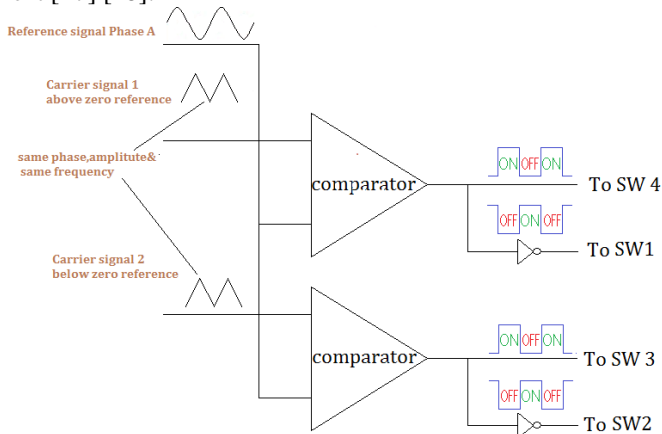 Reference signal Phase A
Carrier signal 1
above zero reference
same phase,amplitute&
same frequency
Carrier signal 2
below zero reference
comparator
ON OFF ON
To SW 4
OFF ON OFF
To SW1
comparator
ON OFF ON
To SW 3
OFF ON OFF
To SW2